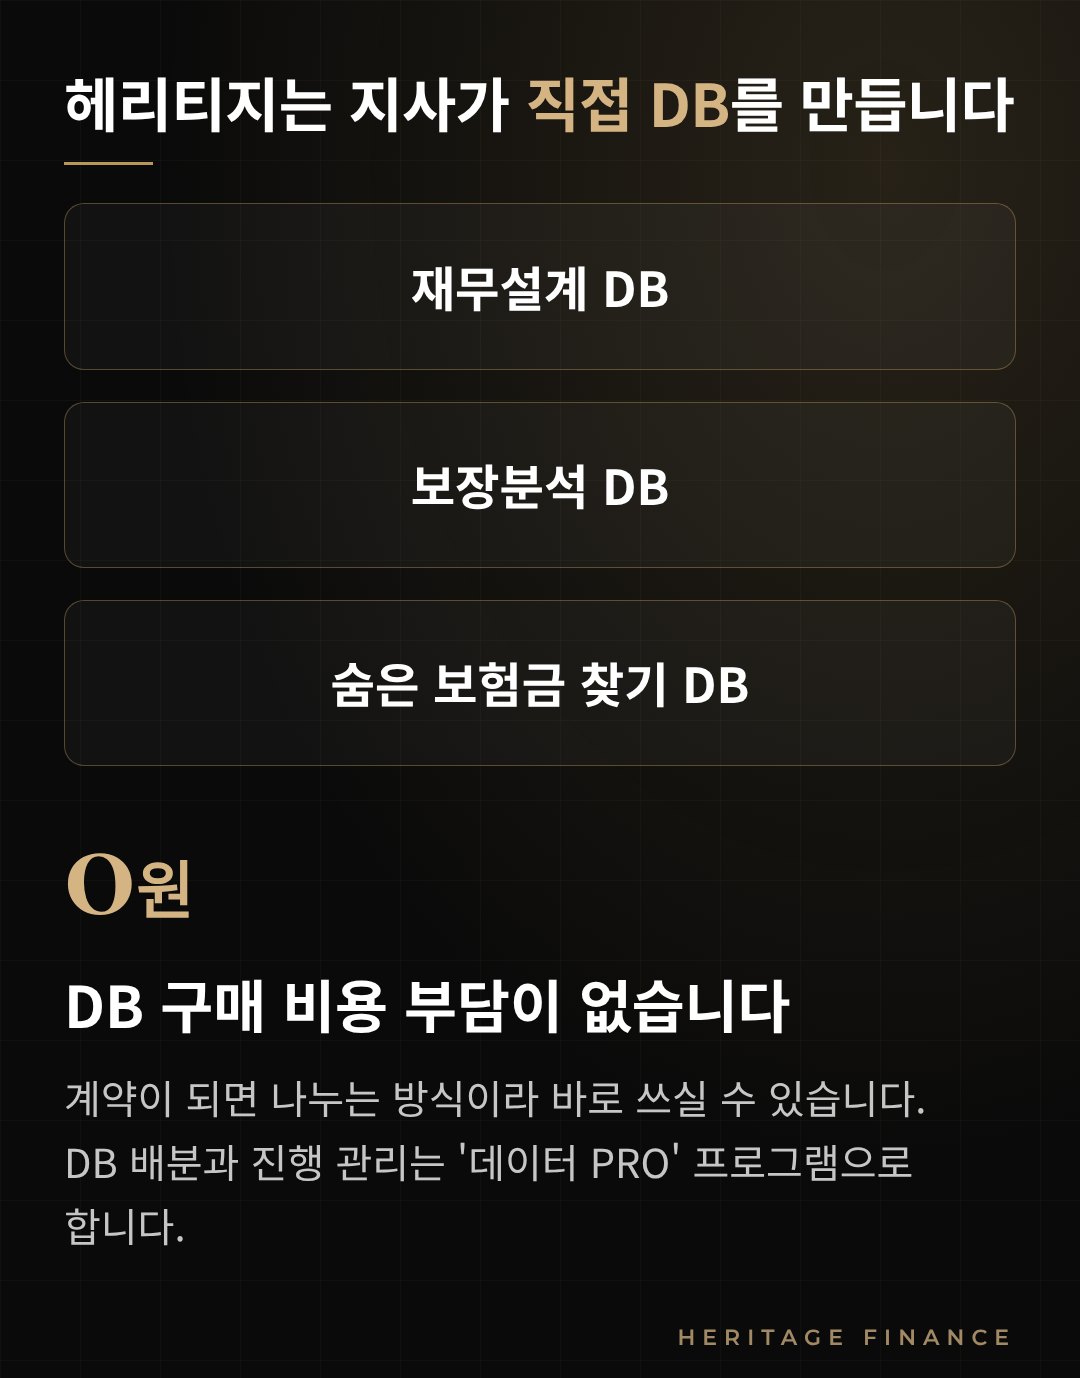 헤리티지는 지사가 직접 DB를 만듭니다
재무설계 DB
보장분석 DB
숨은 보험금 찾기 DB
0원
DB 구매 비용 부담이 없습니다
계약이 되면 나누는 방식이라 바로 쓰실 수 있습니다.
DB 배분과 진행 관리는 '데이터 PRO' 프로그램으로
합니다.
HERITAGE FINANCE